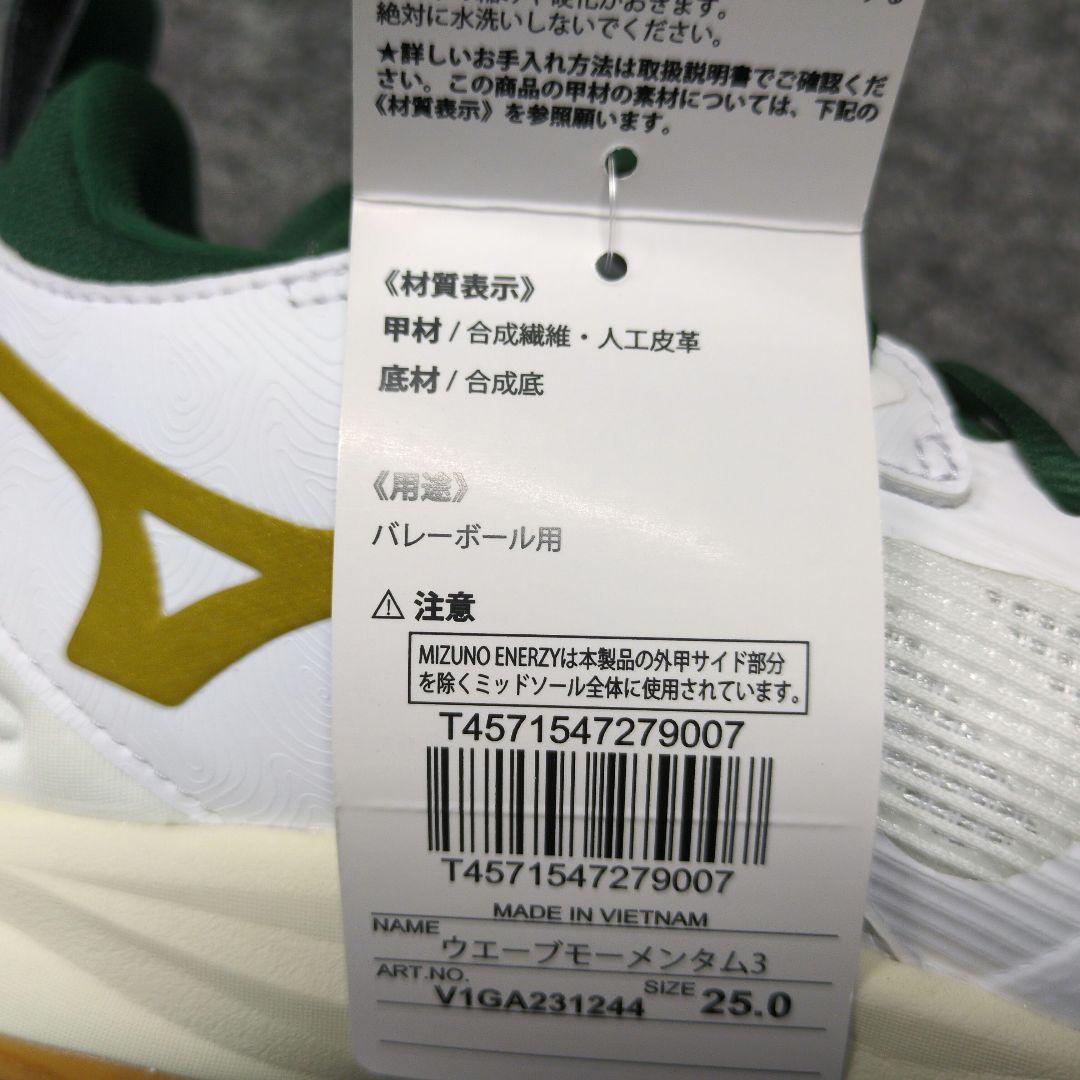 絶対に水洗いしないでください。
★詳しいお手入れ方法は取扱説明書でご確認くだ
さい。この商品の甲材の素材については、下記の
《材質表示》を参照願います。
《材質表示》
甲材 / 合成繊維・人工皮革
底材 / 合成底
《用途》
バレーボール用
⚠ 注意
MIZUNO ENERZYは本製品の外甲サイド部分
を除くミッドソール全体に使用されています。
T4571547279007
T4571547279007
MADE IN VIETNAM
NAME ウエーブモーメンタム3
ART.NO. V1GA231244 SIZE 25.0